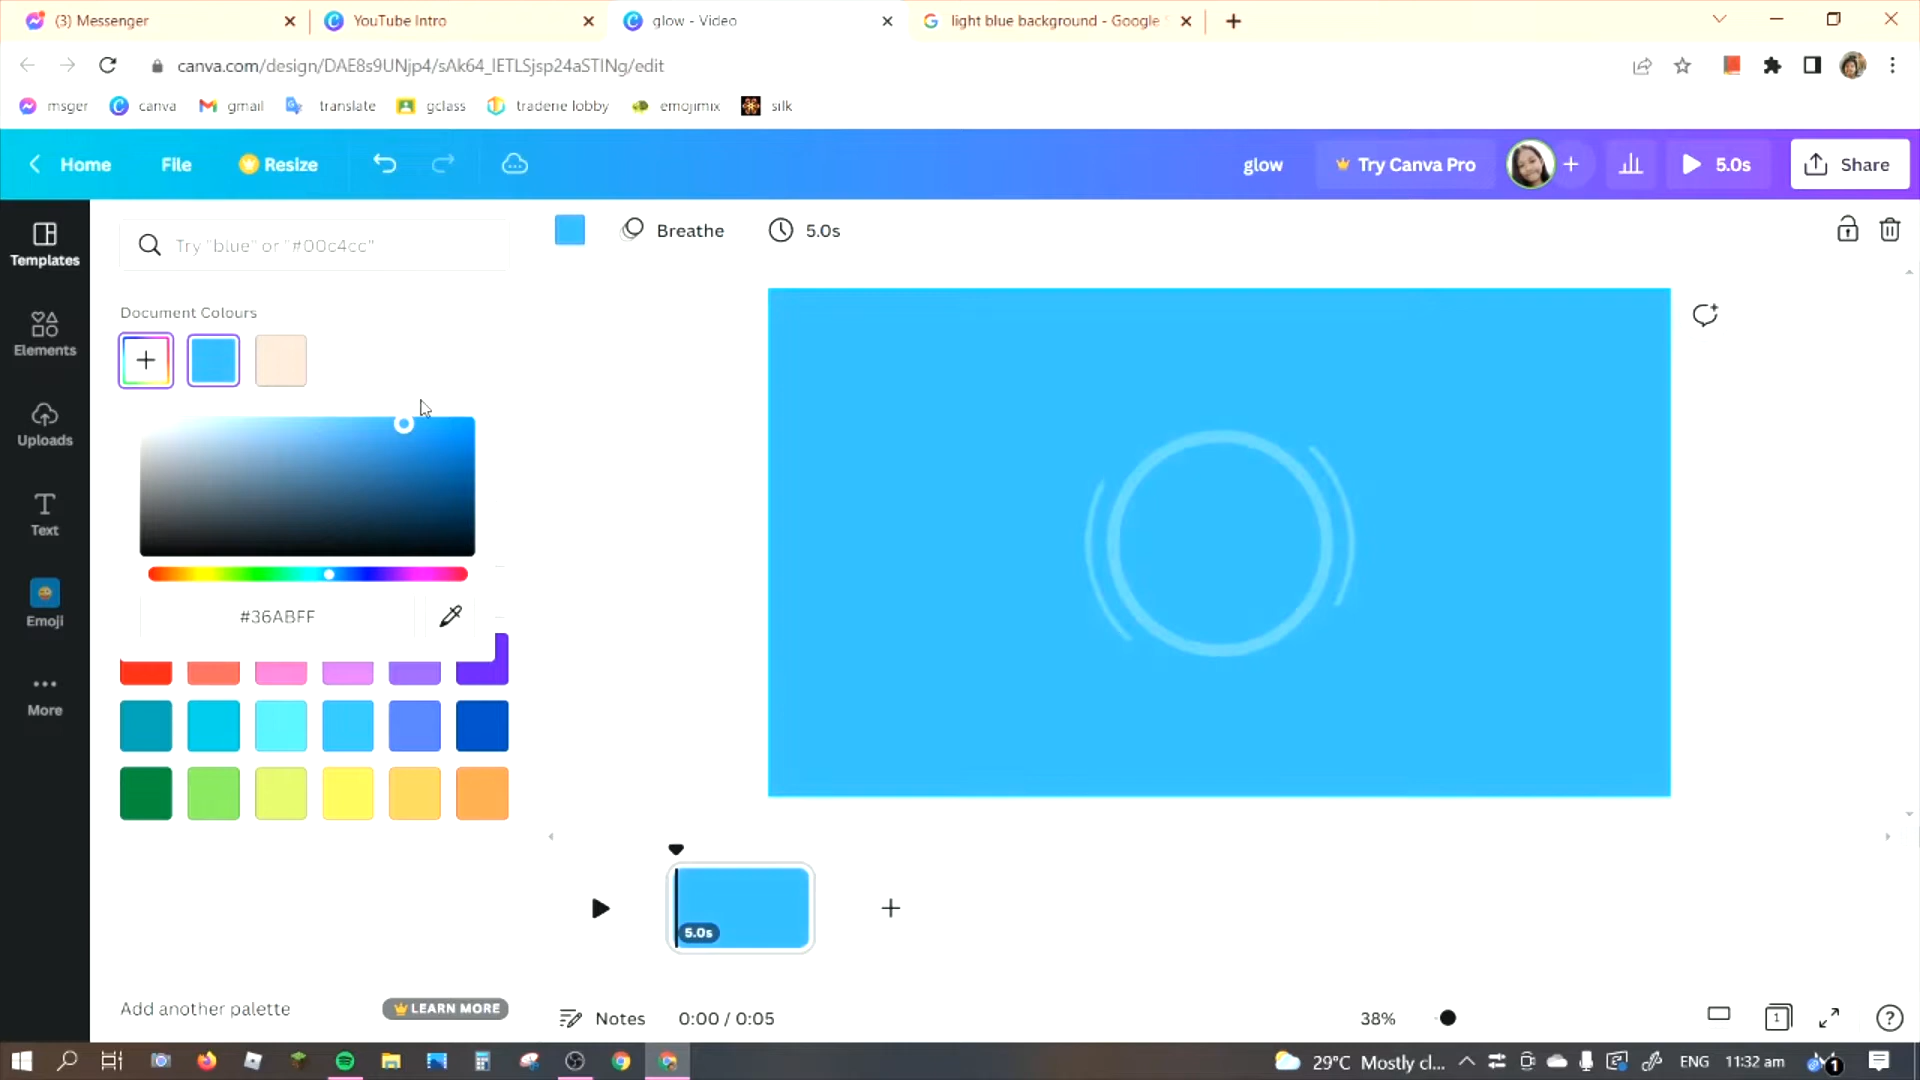 (3) Messenger
YouTube Intro
glow - Video
light blue background - Google
canva.com/design/DAE8s9UNjp4/sAk64_lETLSjsp24aSTINg/edit
msger
canva
gmail
translate
gclass
tradene lobby
emojimix
silk
Home
File
Resize
glow
Try Canva Pro
5.0s
Share
Templates
Elements
Uploads
Text
Emoji
More
Try "blue" or "#00c4cc"
Breathe
5.0s
Document Colours
#36ABFF
5.0s
Add another palette
LEARN MORE
Notes
0:00 / 0:05
38%
1
29°C Mostly cl...
ENG
11:32 am
1